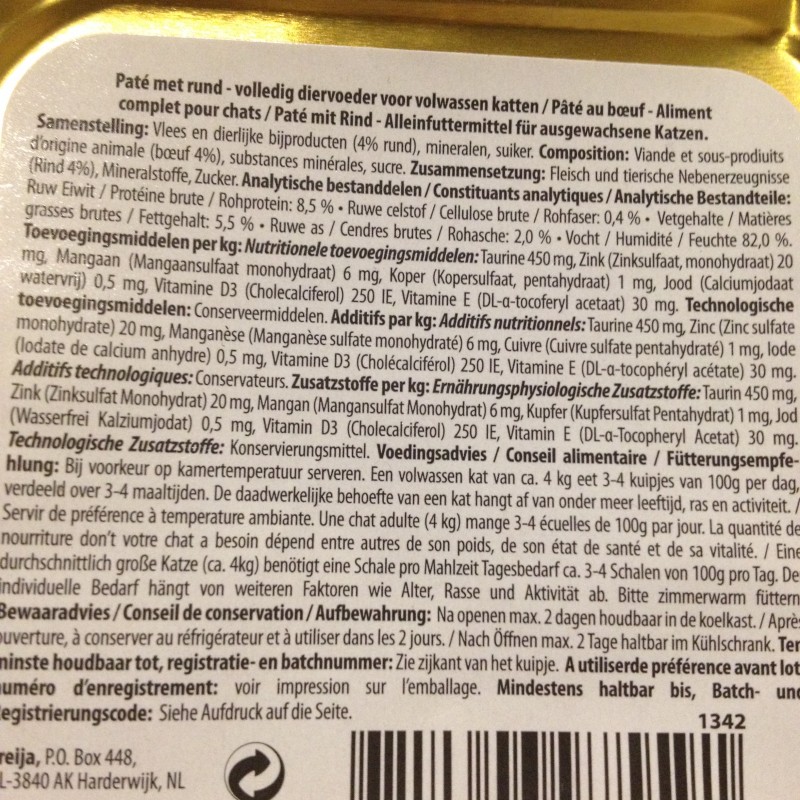 Paté met rund - volledig diervoeder voor volwassen katten / Pâté au bœuf - Aliment
complet pour chats / Paté mit Rind - Alleinfuttermittel für ausgewachsene Katzen.
Samenstelling: Vlees en dierlijke bijproducten (4% rund), mineralen, suiker. Composition: Viande et sous-prodiuits
d'origine animale (bœuf 4%), substances minérales, sucre. Zusammensetzung: Fleisch und tierische Nebenerzeugnisse
(Rind 4%), Mineralstoffe, Zucker. Analytische bestanddelen / Constituants analytiques / Analytische Bestandteile:
Ruw Eiwit / Protéine brute / Rohprotein: 8,5 % • Ruwe celstof / Cellulose brute / Rohfaser: 0,4 % • Vetgehalte / Matières
grasses brutes / Fettgehalt: 5,5 % • Ruwe as / Cendres brutes / Rohasche: 2,0 % • Vocht / Humidité / Feuchte 82,0 %.
Toevoegingsmiddelen per kg: Nutritionele toevoegingsmiddelen: Taurine 450 mg, Zink (Zinksulfaat, monohydraat) 20
mg, Mangaan (Mangaansulfaat monohydraat) 6 mg, Koper (Kopersulfaat, pentahydraat) 1 mg, Jood (Calciumjodaat
watervrij) 0,5 mg, Vitamine D3 (Cholecalciferol) 250 IE, Vitamine E (DL-α-tocoferyl acetaat) 30 mg. Technologische
toevoegingsmiddelen: Conserveermiddelen. Additifs par kg: Additifs nutritionnels: Taurine 450 mg, Zinc (Zinc sulfate
monohydrate) 20 mg, Manganèse (Manganèse sulfate monohydraté) 6 mg, Cuivre (Cuivre sulfate pentahydraté) 1 mg, Iode
(Iodate de calcium anhydre) 0,5 mg, Vitamine D3 (Cholécalciférol) 250 IE, Vitamine E (DL-α-tocophéryl acétate) 30 mg.
Additifs technologiques: Conservateurs. Zusatzstoffe per kg: Ernährungsphysiologische Zusatzstoffe: Taurin 450 mg,
Zink (Zinksulfat Monohydrat) 20 mg, Mangan (Mangansulfat Monohydrat) 6 mg, Kupfer (Kupfersulfat Pentahydrat) 1 mg, Jod
(Wasserfrei Kalziumjodat) 0,5 mg, Vitamin D3 (Cholecalciferol) 250 IE, Vitamin E (DL-α-Tocopheryl Acetat) 30 mg.
Technologische Zusatzstoffe: Konservierungsmittel. Voedingsadvies / Conseil alimentaire / Fütterungsempfe-
hlung: Bij voorkeur op kamertemperatuur serveren. Een volwassen kat van ca. 4 kg eet 3-4 kuipjes van 100g per dag,
verdeeld over 3-4 maaltijden. De daadwerkelijke behoefte van een kat hangt af van onder meer leeftijd, ras en activiteit. /
Servir de préférence à température ambiante. Une chat adulte (4 kg) mange 3-4 écuelles de 100g par jour. La quantité de
nourriture don't votre chat a besoin dépend entre autres de son poids, de son état de santé et de sa vitalité. / Eine
durchschnittlich große Katze (ca. 4kg) benötigt eine Schale pro Mahlzeit Tagesbedarf ca. 3-4 Schalen von 100g pro Tag. De
individuelle Bedarf hängt von weiteren Faktoren wie Alter, Rasse und Aktivität ab. Bitte zimmerwarm füttern
Bewaaradvies / Conseil de conservation / Aufbewahrung: Na openen max. 2 dagen houdbaar in de koelkast. / Après
ouverture, à conserver au réfrigérateur et à utiliser dans les 2 jours. / Nach Öffnen max. 2 Tage haltbar im Kühlschrank. Ten
minste houdbaar tot, registratie- en batchnummer: Zie zijkant van het kuipje. A utiliserde préférence avant lot
numéro d'enregistrement: voir impression sur l'emballage. Mindestens haltbar bis, Batch- und
egistrierungscode: Siehe Aufdruck auf die Seite.
1342
reija, P.O. Box 448,
L-3840 AK Harderwijk, NL